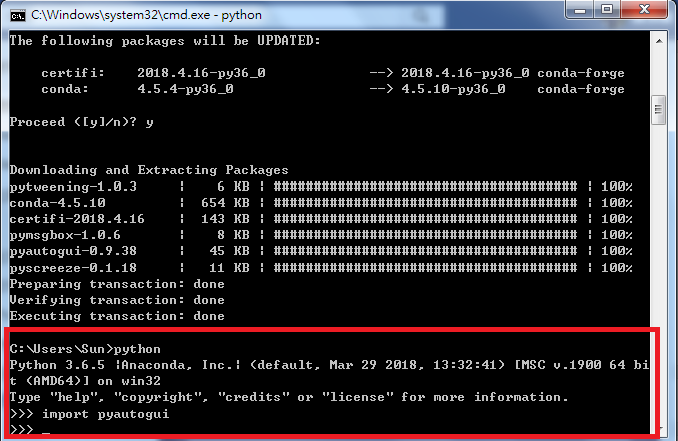 C:\Windows\system32\cmd.exe - python
The following packages will be UPDATED:
certifi: 2018.4.16-py36_0 --> 2018.4.16-py36_0 conda-forge
conda: 4.5.4-py36_0 --> 4.5.10-py36_0 conda-forge
Proceed ([y]/n)? y
Downloading and Extracting Packages
pytweening-1.0.3 | 6 KB | ###################################### | 100%
conda-4.5.10 | 654 KB | ###################################### | 100%
certifi-2018.4.16 | 143 KB | ###################################### | 100%
pymsgbox-1.0.6 | 8 KB | ###################################### | 100%
pyautogui-0.9.38 | 45 KB | ###################################### | 100%
pyscreeze-0.1.18 | 11 KB | ###################################### | 100%
Preparing transaction: done
Verifying transaction: done
Executing transaction: done
C:\Users\Sun>python
Python 3.6.5 |Anaconda, Inc.| (default, Mar 29 2018, 13:32:41) [MSC v.1900 64 bi
t (AMD64)] on win32
Type "help", "copyright", "credits" or "license" for more information.
>>> import pyautogui
>>> _